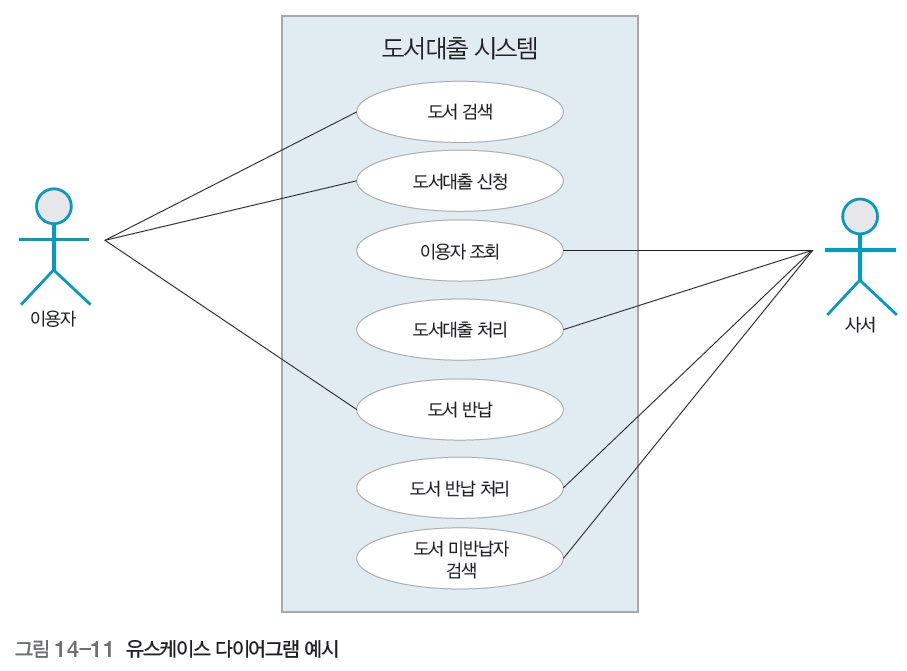 도서대출 시스템
도서 검색
도서대출 신청
이용자 조회
도서대출 처리
도서 반납
도서 반납 처리
도서 미반납자
검색
이용자
사서
그림 14-11 유스케이스 다이어그램 예시